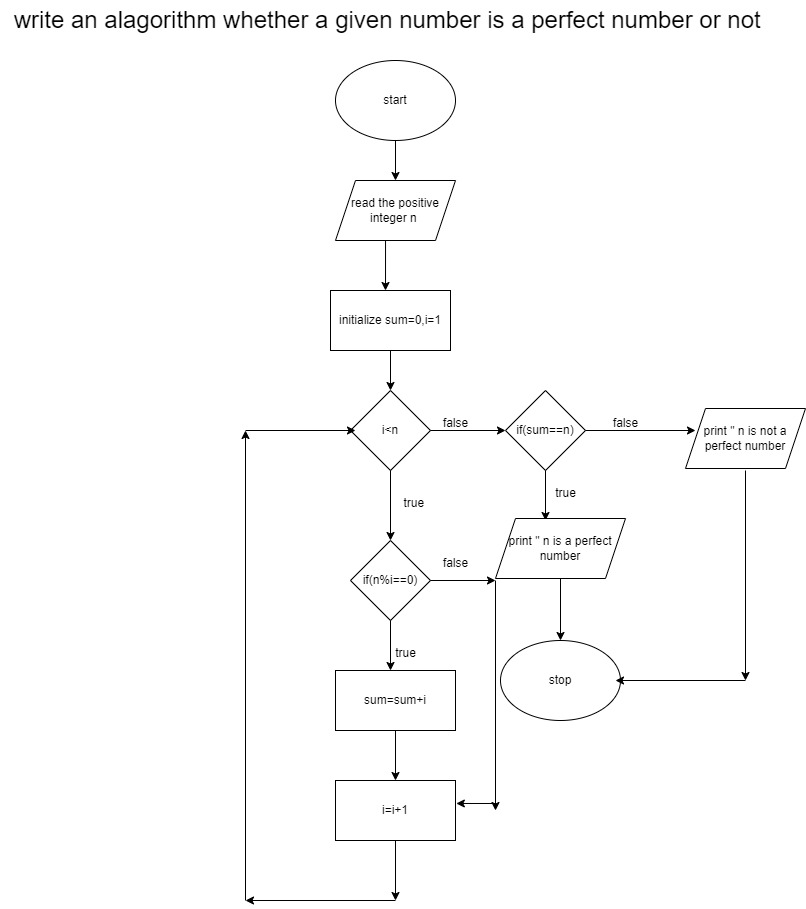 write an alagorithm whether a given number is a perfect number or not
start
read the positive
integer n
initialize sum=0,i=1
i<n
false
if(sum==n)
false
print " n is not a
perfect number
true
true
print " n is a perfect
number
if(n%i==0)
false
true
stop
sum=sum+i
i=i+1